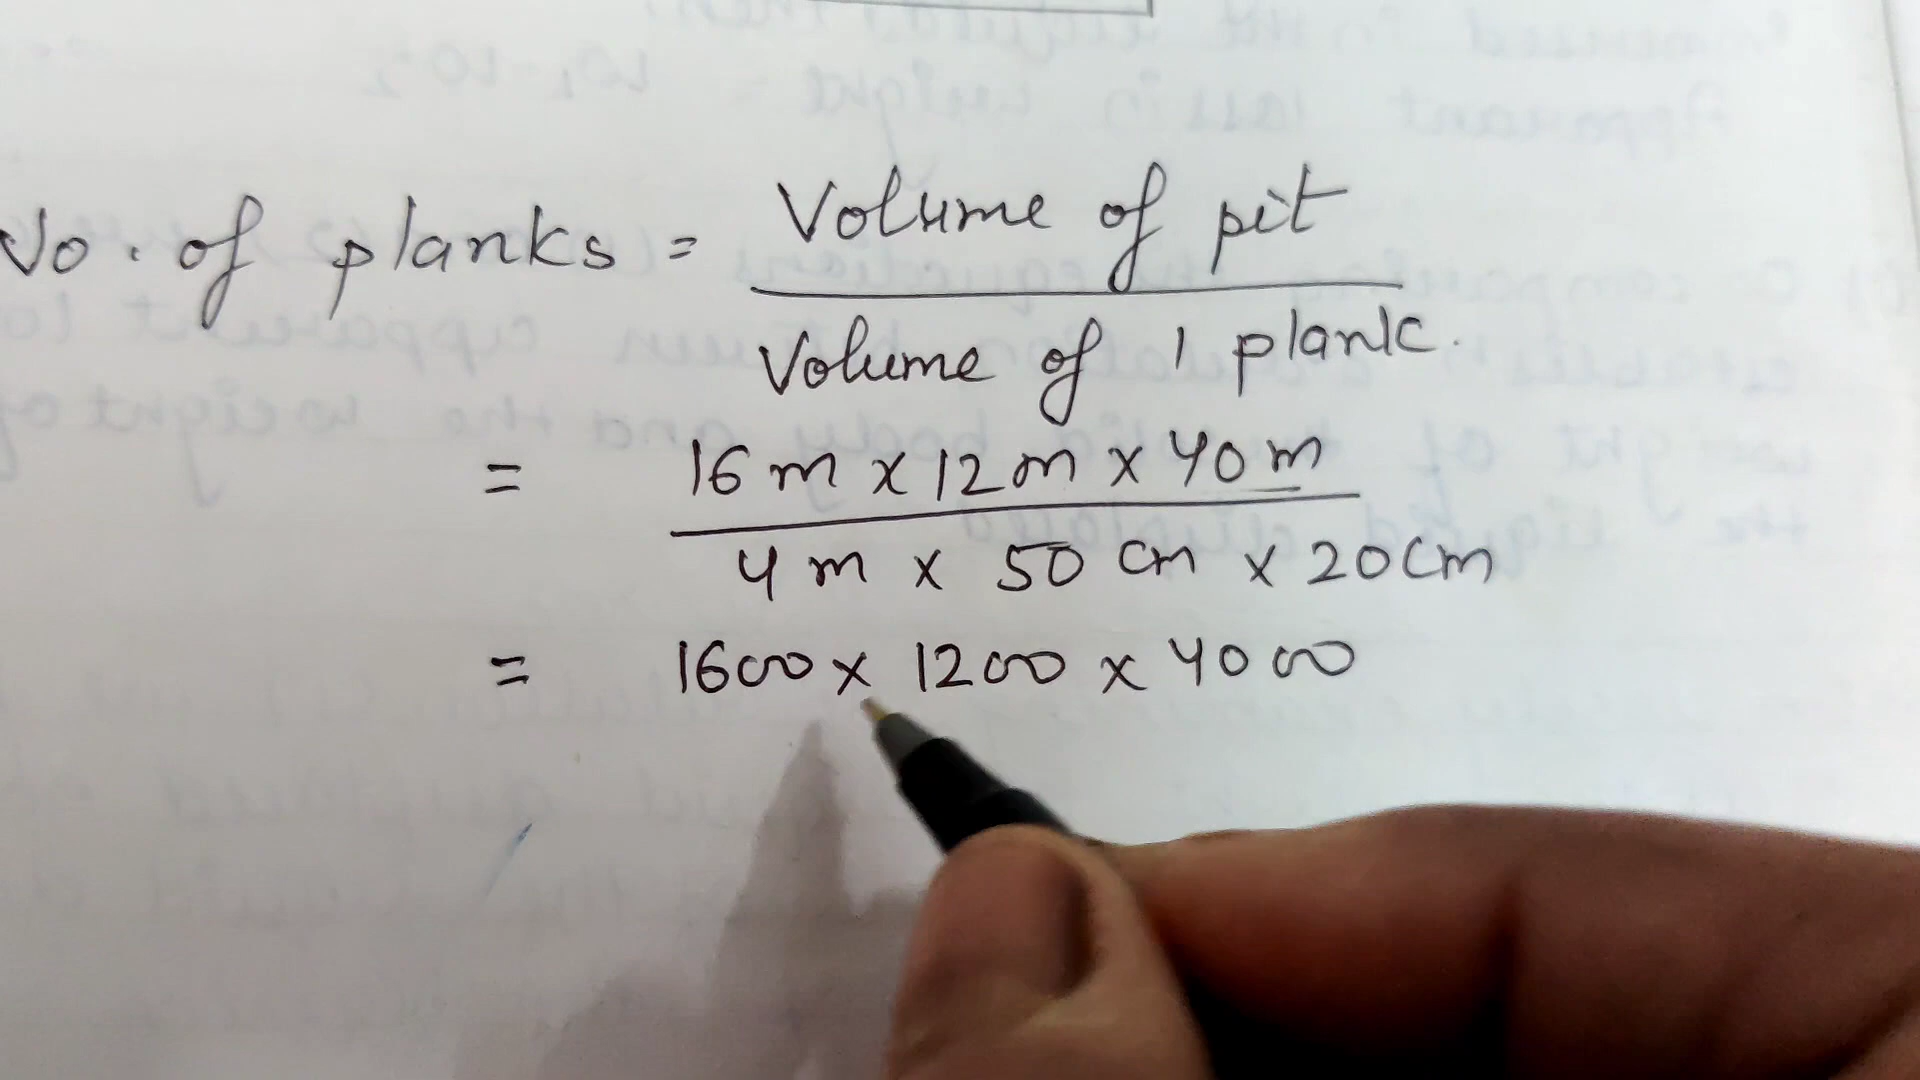 No. of planks = Volume of pit
Volume of 1 plank.
= 16 m x 12 m x 40 m
4 m x 50 cm x 20 cm
= 1600 x 1200 x 4000